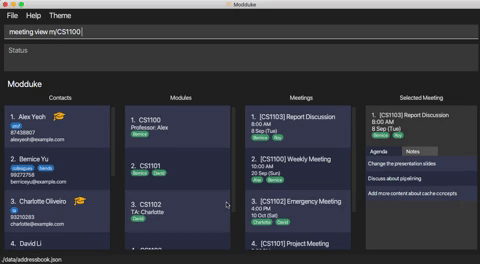 Modduke
File Help Theme
meeting view m/CS1100
Status
Modduke
Contacts
1. Alex Yeoh
87438807
alexyeoh@example.com
2. Bernice Yu
colleagues friends
99272758
berniceyu@example.com
3. Charlotte Oliveiro
93210283
charlotte@example.com
4. David Li
Modules
1. CS1100
Professor: Alex
Bernice
2. CS1101
Bernice David
3. CS1102
TA: Charlotte
David
Meetings
1. [CS1103] Report Discussion
8:00 AM
8 Sep (Tue)
Bernice Roy
2. [CS1100] Weekly Meeting
10:00 AM
20 Sep (Sun)
Alex Bernice
3. [CS1102] Emergency Meeting
4:00 PM
10 Oct (Sat)
Charlotte David
4. [CS1101] Project Meeting
Selected Meeting
1. [CS1103] Report Discussion
8:00 AM
8 Sep (Tue)
Bernice Roy
Agenda Notes
Change the presentation slides
Discuss about pipelining
Add more content about cache concepts
./data/addressbook.json